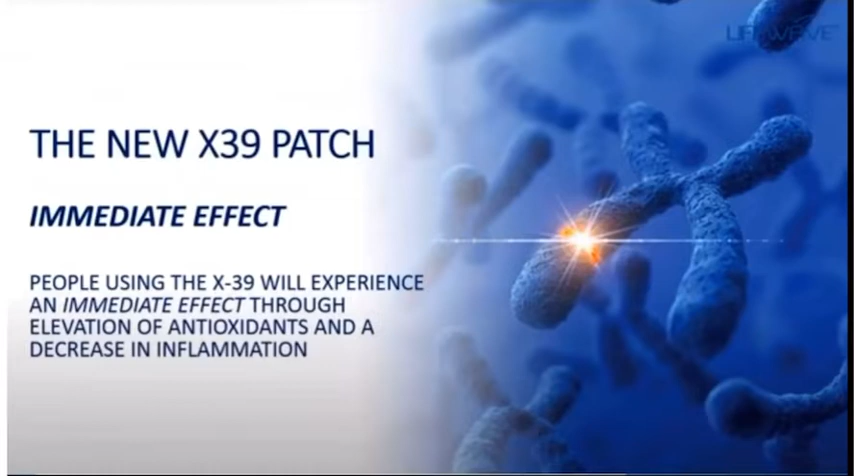 LIFEWAVE
THE NEW X39 PATCH
IMMEDIATE EFFECT
PEOPLE USING THE X-39 WILL EXPERIENCE
AN IMMEDIATE EFFECT THROUGH
ELEVATION OF ANTIOXIDANTS AND A
DECREASE IN INFLAMMATION